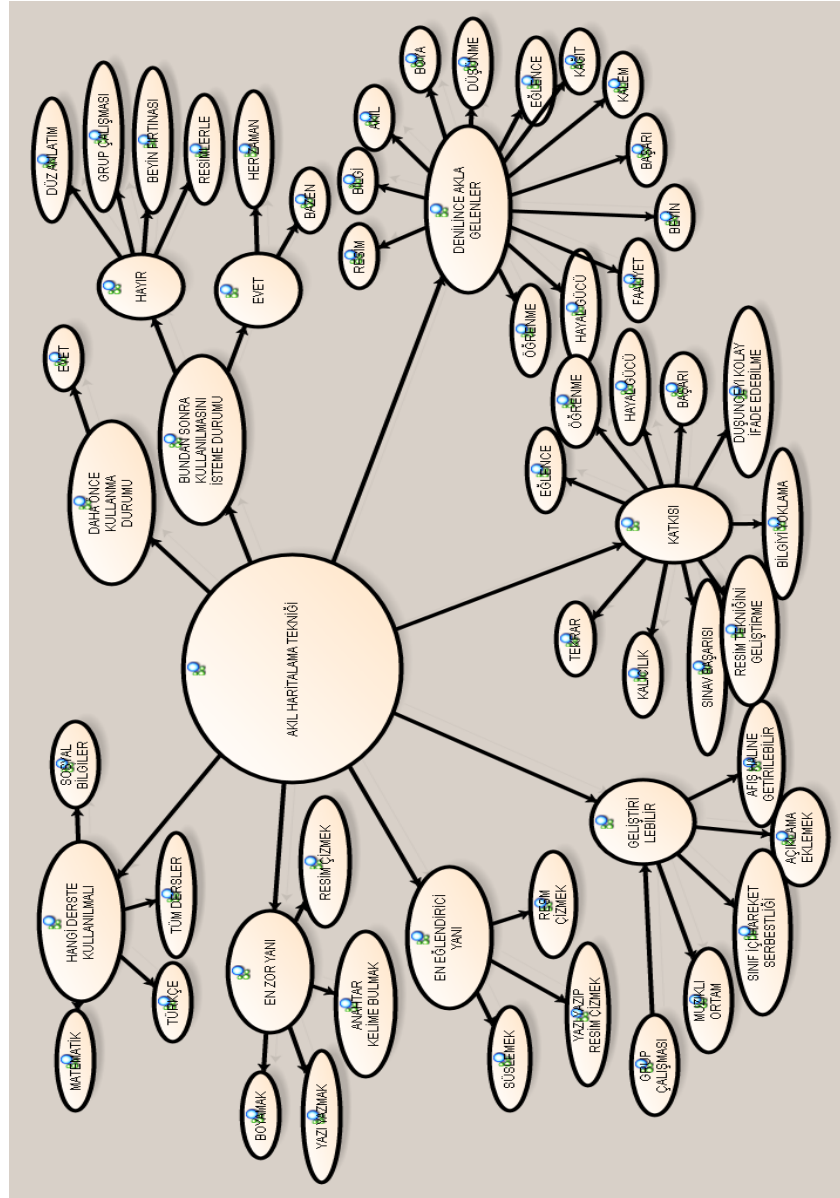 MATEMATİK
HANGİ DERSTE
KULLANILMALI
SOSYAL
BİLGİLER
TÜRKÇE
TÜM DERSLER
DAHA ÖNCE
KULLANMA
DURUMU
EVET
HAYIR
DÜZ ANLATIM
GRUP ÇALIŞMASI
BEYİN FIRTINASI
RESİMLERLE
BUNDAN SONRA
KULLANILMASINI
İSTEME DURUMU
EVET
HER ZAMAN
BAZEN
AKIL HARİTALAMA TEKNİĞİ
EN ZOR YANI
BOYAMAK
YAZI YAZMAK
ANAHTAR
KELİME BULMAK
RESİM ÇİZMEK
EN EĞLENDİRİCİ
YANI
SÜSLEMEK
YAZI YAZIP
RESİM ÇİZMEK
RESİM
ÇİZMEK
DENİLİNCE AKLA
GELENLER
RESİM
BİLGİ
AKIL
BOYA
DÜŞÜNME
EĞLENCE
KAĞIT
KALEM
BAŞARI
BEYİN
FAALİYET
HAYAL GÜCÜ
ÖĞRENME
GELİŞTİRİ
LEBİLİR
GRUP
ÇALIŞMASI
MÜZİKLİ
ORTAM
SINIF İÇİ HAREKET
SERBESTLİĞİ
AÇIKLAMA
EKLEMEK
AFİŞ HALİNE
GETİRİLEBİLİR
KATKISI
TEKRAR
KALICILIK
SINAV BAŞARISI
RESİM TEKNİĞİNİ
GELİŞTİRME
BİLGİYİ YOKLAMA
DÜŞÜNCEYİ KOLAY
İFADE EDEBİLME
BAŞARI
HAYAL GÜCÜ
ÖĞRENME
EĞLENCE